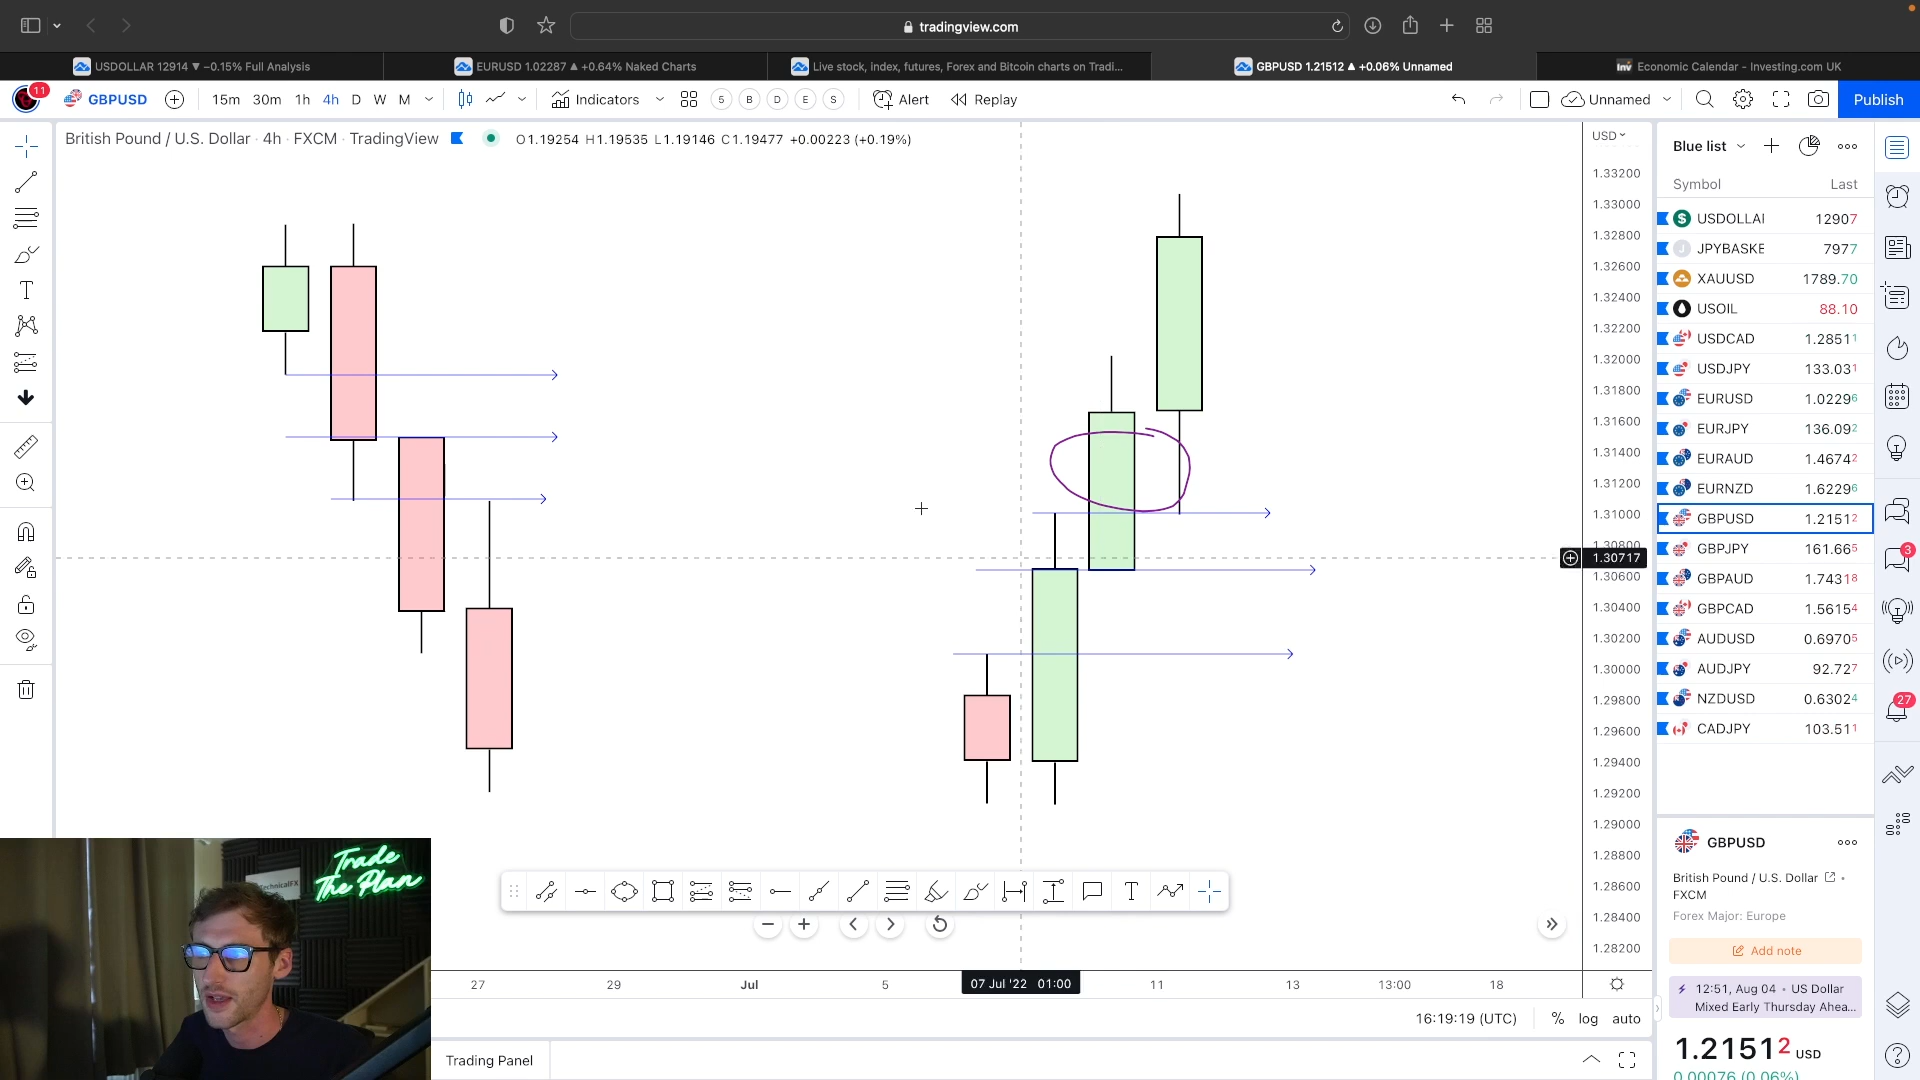 tradingview.com
USDOLLAR 12914 ▼ −0.15% Full Analysis
EURUSD 1.02287 ▲ +0.64% Naked Charts
Live stock, index, futures, Forex and Bitcoin charts on Tradi...
GBPUSD 1.21512 ▲ +0.06% Unnamed
Inv Economic Calendar - Investing.com UK
11
GBPUSD
15m 30m 1h 4h D W M
Indicators
5 B D E S
Alert
Replay
Unnamed
Publish
British Pound / U.S. Dollar · 4h · FXCM · TradingView
O1.19254 H1.19535 L1.19146 C1.19477 +0.00223 (+0.19%)
USD
1.33200
1.33000
1.32800
1.32600
1.32400
1.32200
1.32000
1.31800
1.31600
1.31400
1.31200
1.31000
1.30800
1.30717
1.30600
1.30400
1.30200
1.30000
1.29800
1.29600
1.29400
1.29200
1.29000
1.28800
1.28600
1.28400
1.28200
Blue list
Symbol Last
USDOLLAI 12907
JPYBASKE 7977
XAUUSD 1789.70
USOIL 88.10
USDCAD 1.28511
USDJPY 133.031
EURUSD 1.02296
EURJPY 136.092
EURAUD 1.46742
EURNZD 1.62296
GBPUSD 1.21512
GBPJPY 161.665
GBPAUD 1.74318
GBPCAD 1.56154
AUDUSD 0.69705
AUDJPY 92.727
NZDUSD 0.63024
CADJPY 103.511
3
27
GBPUSD
British Pound / U.S. Dollar
FXCM
Forex Major: Europe
Add note
12:51, Aug 04 • US Dollar
Mixed Early Thursday Ahea...
1.21512 USD
0.00076 (0.06%)
27 29 Jul 5 07 Jul '22 01:00 11 13 13:00 18
16:19:19 (UTC) % log auto
Trading Panel
Trade
The Plan